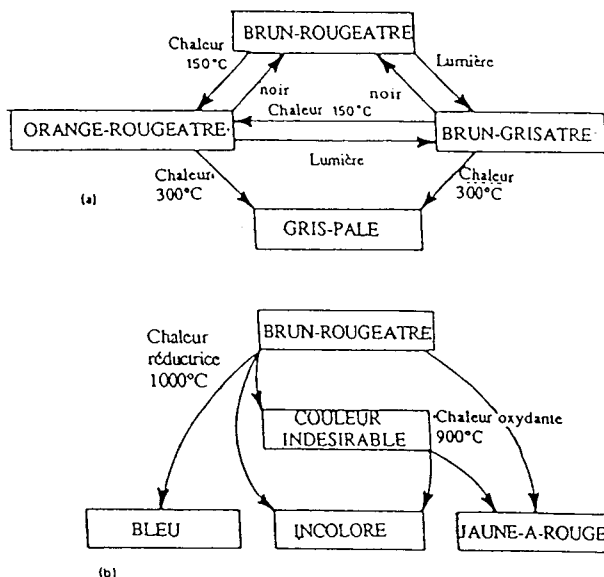 BRUN-ROUGEATRE
Chaleur
150°C
Lumière
noir
noir
Chaleur 150°C
ORANGE-ROUGEATRE
BRUN-GRISATRE
Lumière
Chaleur
300°C
Chaleur
300°C
(a)
GRIS-PALE
BRUN-ROUGEATRE
Chaleur
réductrice
1000°C
COULEUR
INDESIRABLE
Chaleur oxydante
900°C
BLEU
INCOLORE
JAUNE-A-ROUGE
(b)